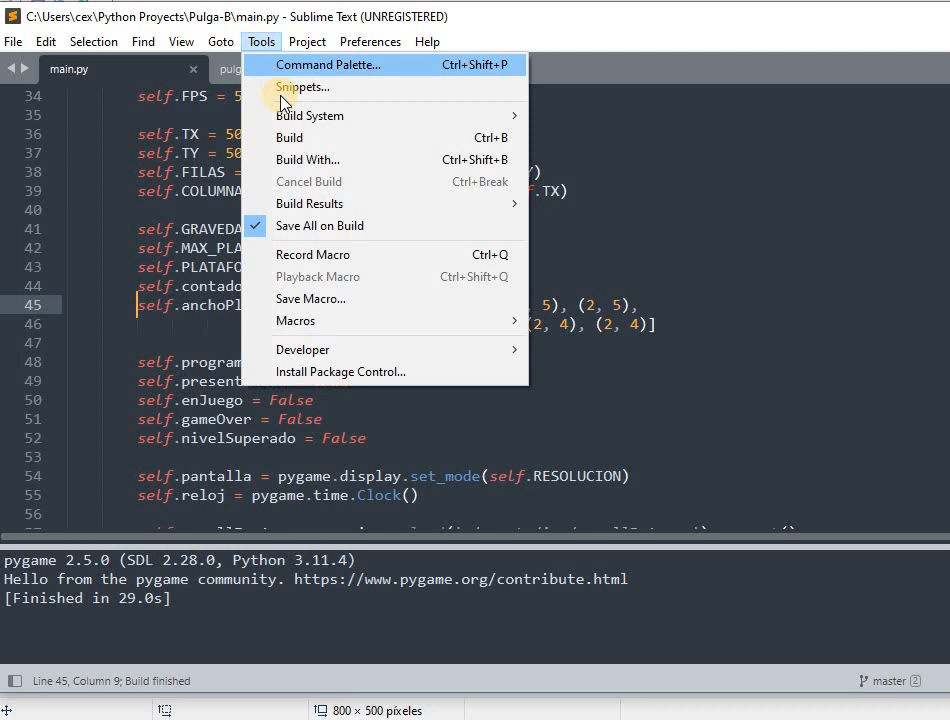 C:\Users\cex\Python Proyects\Pulga-B\main.py - Sublime Text (UNREGISTERED)
File Edit Selection Find View Goto Tools Project Preferences Help
main.py × pulg
Command Palette... Ctrl+Shift+P
Snippets...
Build System
Build Ctrl+B
Build With... Ctrl+Shift+B
Cancel Build Ctrl+Break
Build Results
Save All on Build
Record Macro Ctrl+Q
Playback Macro Ctrl+Shift+Q
Save Macro...
Macros
Developer
Install Package Control...
34 self.FPS = 5
35
36 self.TX = 50
37 self.TY = 50
38 self.FILAS = )
39 self.COLUMNA .TX)
40
41 self.GRAVEDA
42 self.MAX_PLA
43 self.PLATAFO
44 self.contado
45 self.anchoPl 5), (2, 5),
46 (2, 4), (2, 4)]
47
48 self.program
49 self.present
50 self.enJuego = False
51 self.gameOver = False
52 self.nivelSuperado = False
53
54 self.pantalla = pygame.display.set_mode(self.RESOLUCION)
55 self.reloj = pygame.time.Clock()
56
pygame 2.5.0 (SDL 2.28.0, Python 3.11.4)
Hello from the pygame community. https://www.pygame.org/contribute.html
[Finished in 29.0s]
Line 45, Column 9; Build finished master 2
800 × 500 píxeles